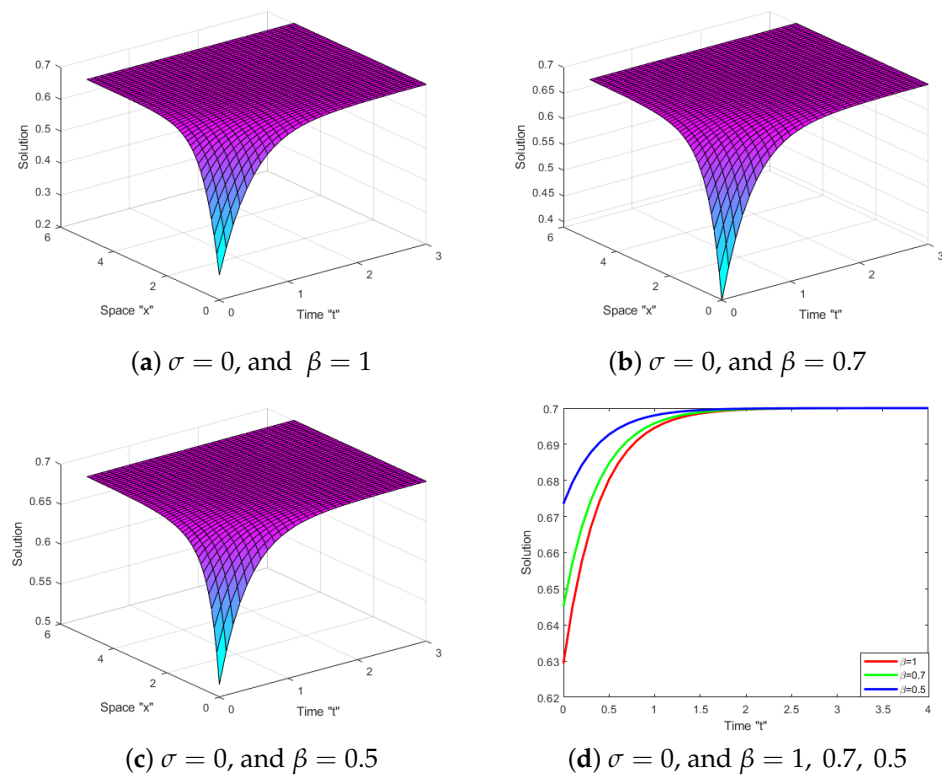 0.7
0.6
0.5
0.4
0.3
0.2
Solution
6
4
2
0
Space "x"
0
1
2
3
Time "t"
(a) σ = 0, and β = 1
0.7
0.65
0.6
0.55
0.5
0.45
0.4
Solution
6
4
2
0
Space "x"
0
1
2
3
Time "t"
(b) σ = 0, and β = 0.7
0.7
0.65
0.6
0.55
0.5
Solution
6
4
2
0
Space "x"
0
1
2
3
Time "t"
(c) σ = 0, and β = 0.5
0.7
0.69
0.68
0.67
0.66
0.65
0.64
0.63
0.62
Solution
0 0.5 1 1.5 2 2.5 3 3.5 4
Time "t"
β=1
β=0.7
β=0.5
(d) σ = 0, and β = 1, 0.7, 0.5